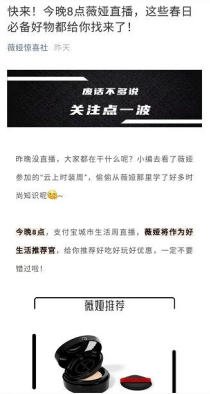 快来！今晚8点薇娅直播，这些春日
必备好物都给你找来了！
薇娅惊喜社 昨天
废话不多说
关注点一波
昨晚没直播，大家都在干什么呢？小编去看了薇娅
参加的“云上时装周”，偷偷从薇娅那里学了好多时
尚知识呢😊~
今晚8点，支付宝城市生活周直播，薇娅将作为好
生活推荐官，给你推荐好吃好玩好优惠，一定不要
错过啦！
薇娅推荐